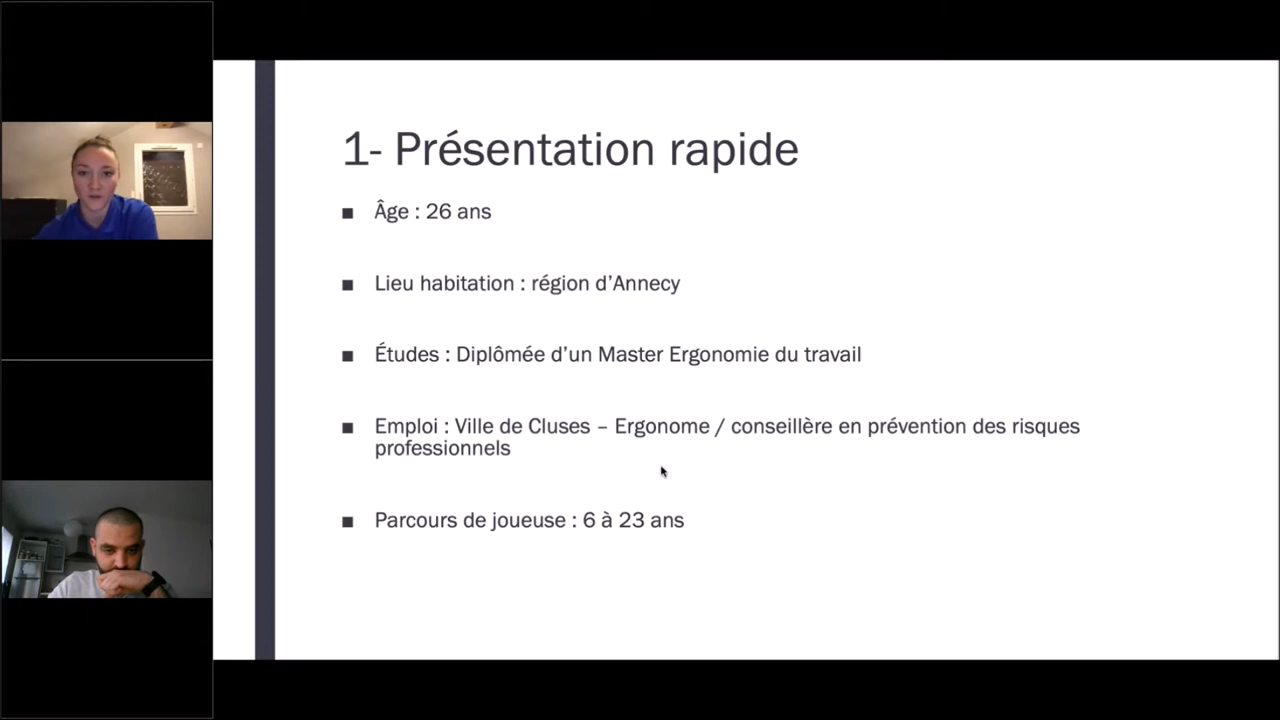 1- Présentation rapide
■ Âge : 26 ans
■ Lieu habitation : région d’Annecy
■ Études : Diplômée d’un Master Ergonomie du travail
■ Emploi : Ville de Cluses – Ergonome / conseillère en prévention des risques
professionnels
■ Parcours de joueuse : 6 à 23 ans